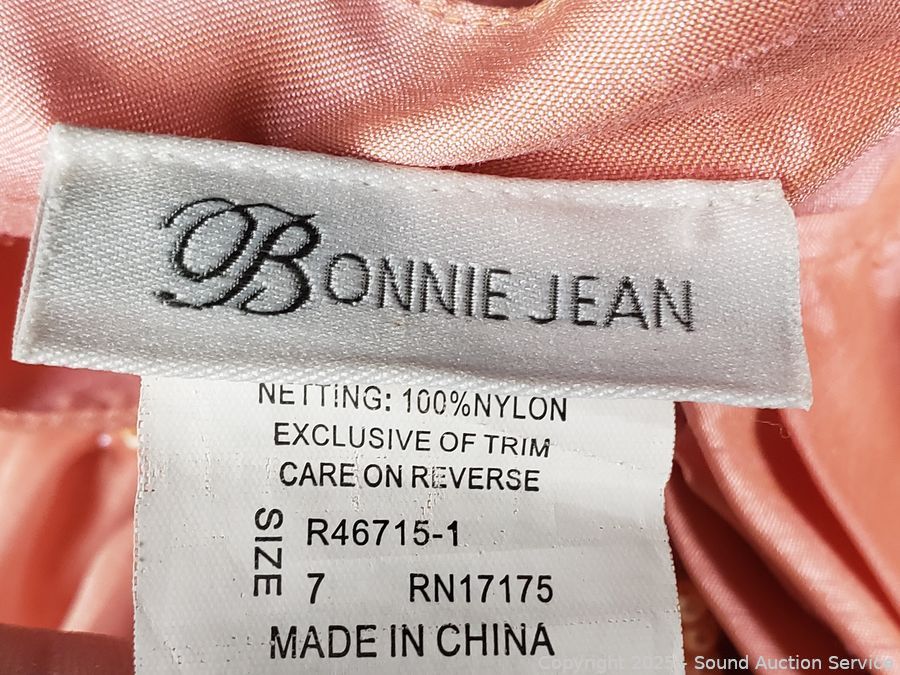 BONNIE JEAN
NETTING: 100%NYLON
EXCLUSIVE OF TRIM
CARE ON REVERSE
SIZE
R46715-1
7 RN17175
MADE IN CHINA
Copyright 2025 - Sound Auction Service